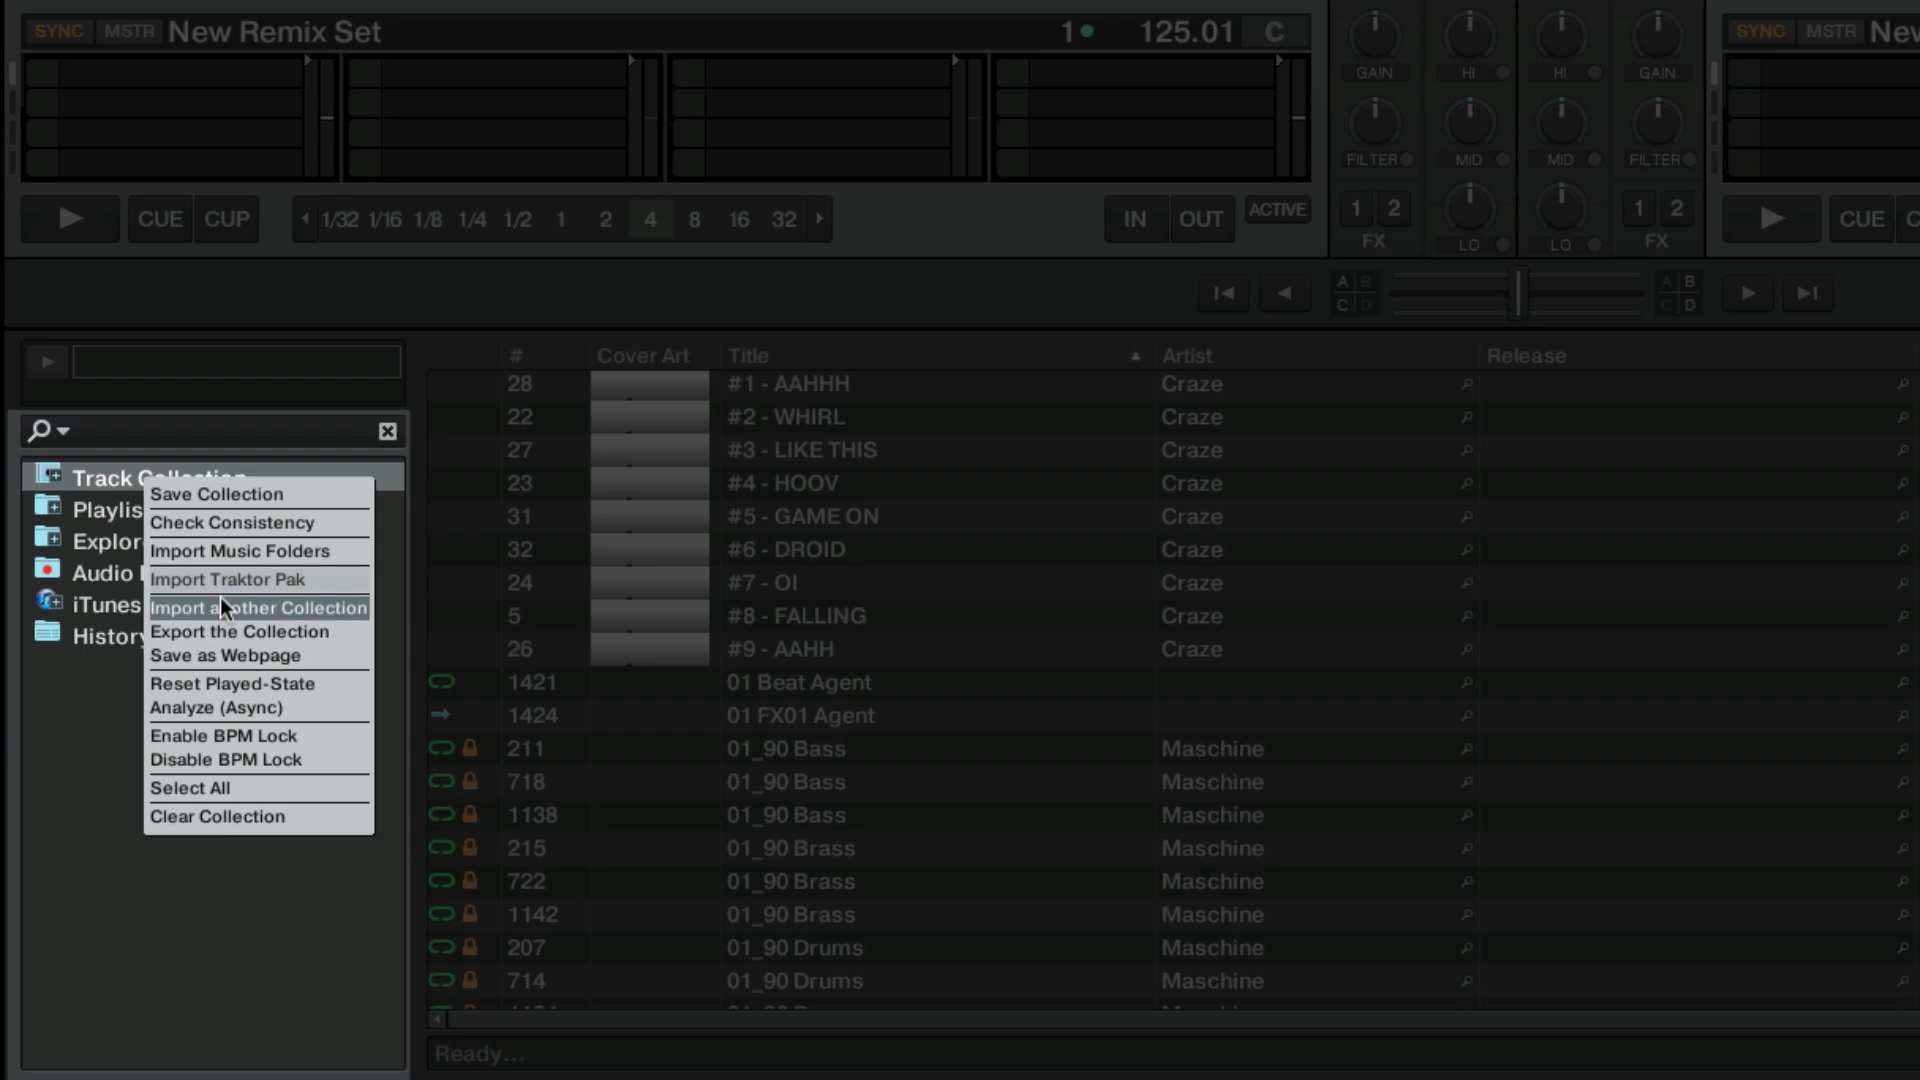 SYNC MSTR New Remix Set 1 125.01 C
SYNC MSTR
GAIN HI HI GAIN
FILTER MID MID FILTER
CUE CUP 1/32 1/16 1/8 1/4 1/2 1 2 4 8 16 32 IN OUT ACTIVE
1 2 FX LO LO 1 2 FX
CUE
A B C D
A B C D
# Cover Art Title Artist Release
28 #1 - AAHHH Craze
22 #2 - WHIRL Craze
27 #3 - LIKE THIS Craze
23 #4 - HOOV Craze
31 #5 - GAME ON Craze
32 #6 - DROID Craze
24 #7 - OI Craze
5 #8 - FALLING Craze
26 #9 - AAHH Craze
1421 01 Beat Agent
1424 01 FX01 Agent
211 01_90 Bass Maschine
718 01_90 Bass Maschine
1138 01_90 Bass Maschine
215 01_90 Brass Maschine
722 01_90 Brass Maschine
1142 01_90 Brass Maschine
207 01_90 Drums Maschine
714 01_90 Drums Maschine
Track Collection
Playlis
Explor
Audio
iTunes
History
Save Collection
Check Consistency
Import Music Folders
Import Traktor Pak
Import another Collection
Export the Collection
Save as Webpage
Reset Played-State
Analyze (Async)
Enable BPM Lock
Disable BPM Lock
Select All
Clear Collection
Ready...